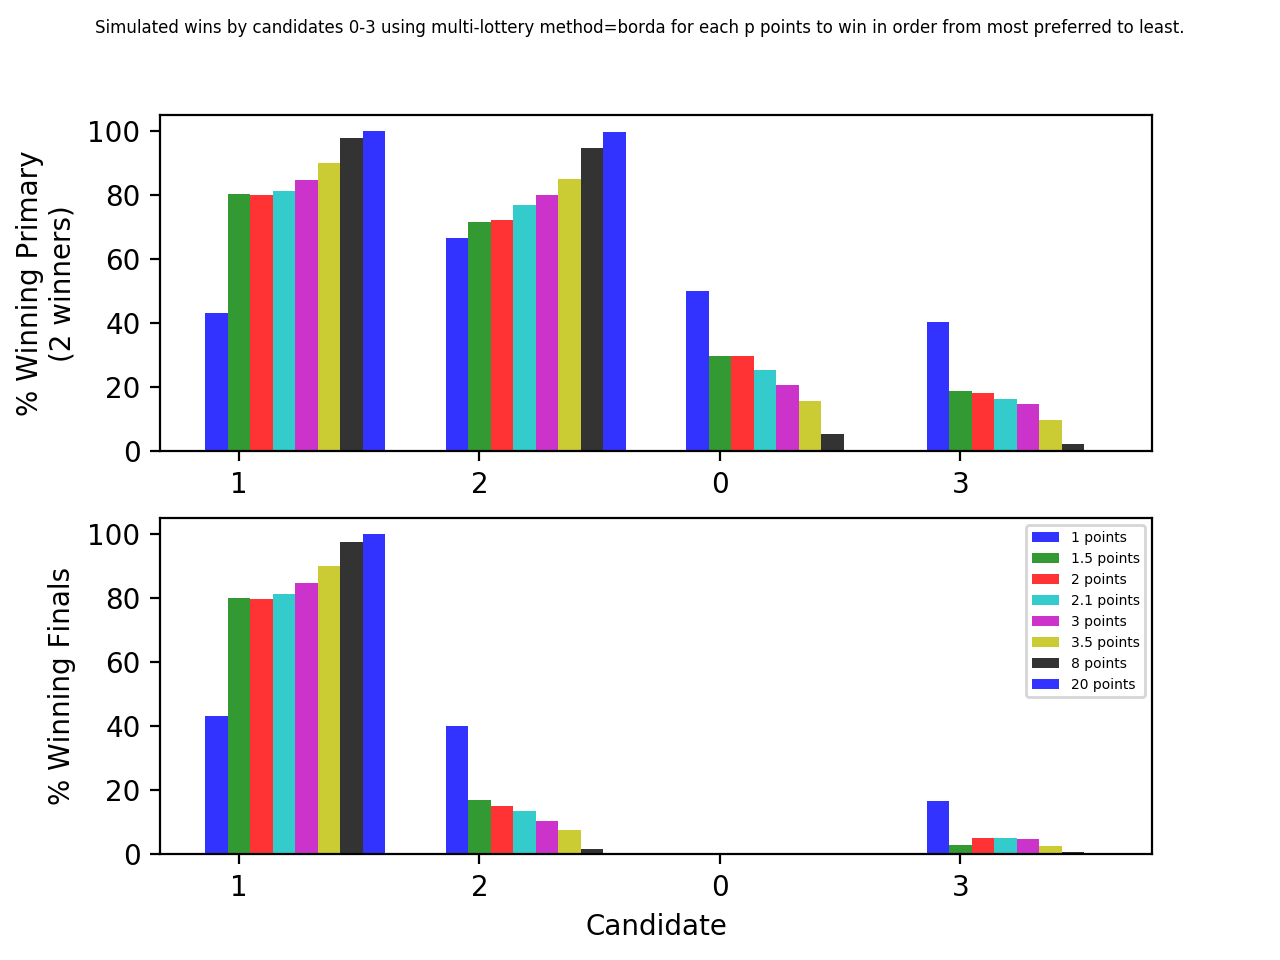 Simulated wins by candidates 0-3 using multi-lottery method=borda for each p points to win in order from most preferred to least.
% Winning Primary
(2 winners)
100
80
60
40
20
0
1
2
0
3
% Winning Finals
100
80
60
40
20
0
1 points
1.5 points
2 points
2.1 points
3 points
3.5 points
8 points
20 points
1
2
0
3
Candidate